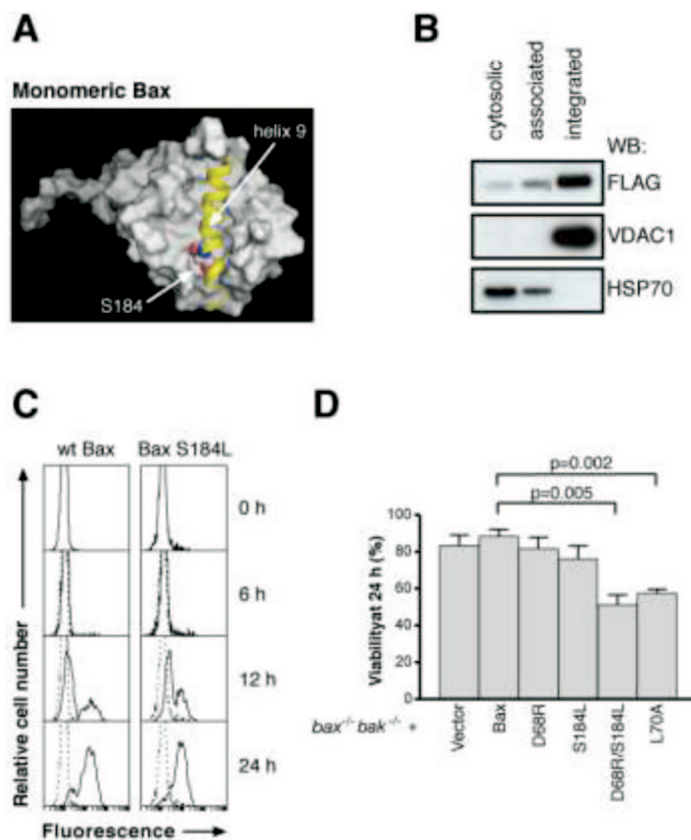 A
Monomeric Bax
helix 9
S184
B
cytosolic
associated
integrated
WB:
FLAG
VDAC1
HSP70
C
wt Bax
Bax S184L
0 h
6 h
12 h
24 h
Relative cell number
Fluorescence
D
p=0.002
p=0.005
100
80
60
40
20
0
Viabilityat 24 h (%)
bax-/- bak-/- +
Vector
Bax
D68R
S184L
D68R/S184L
L70A